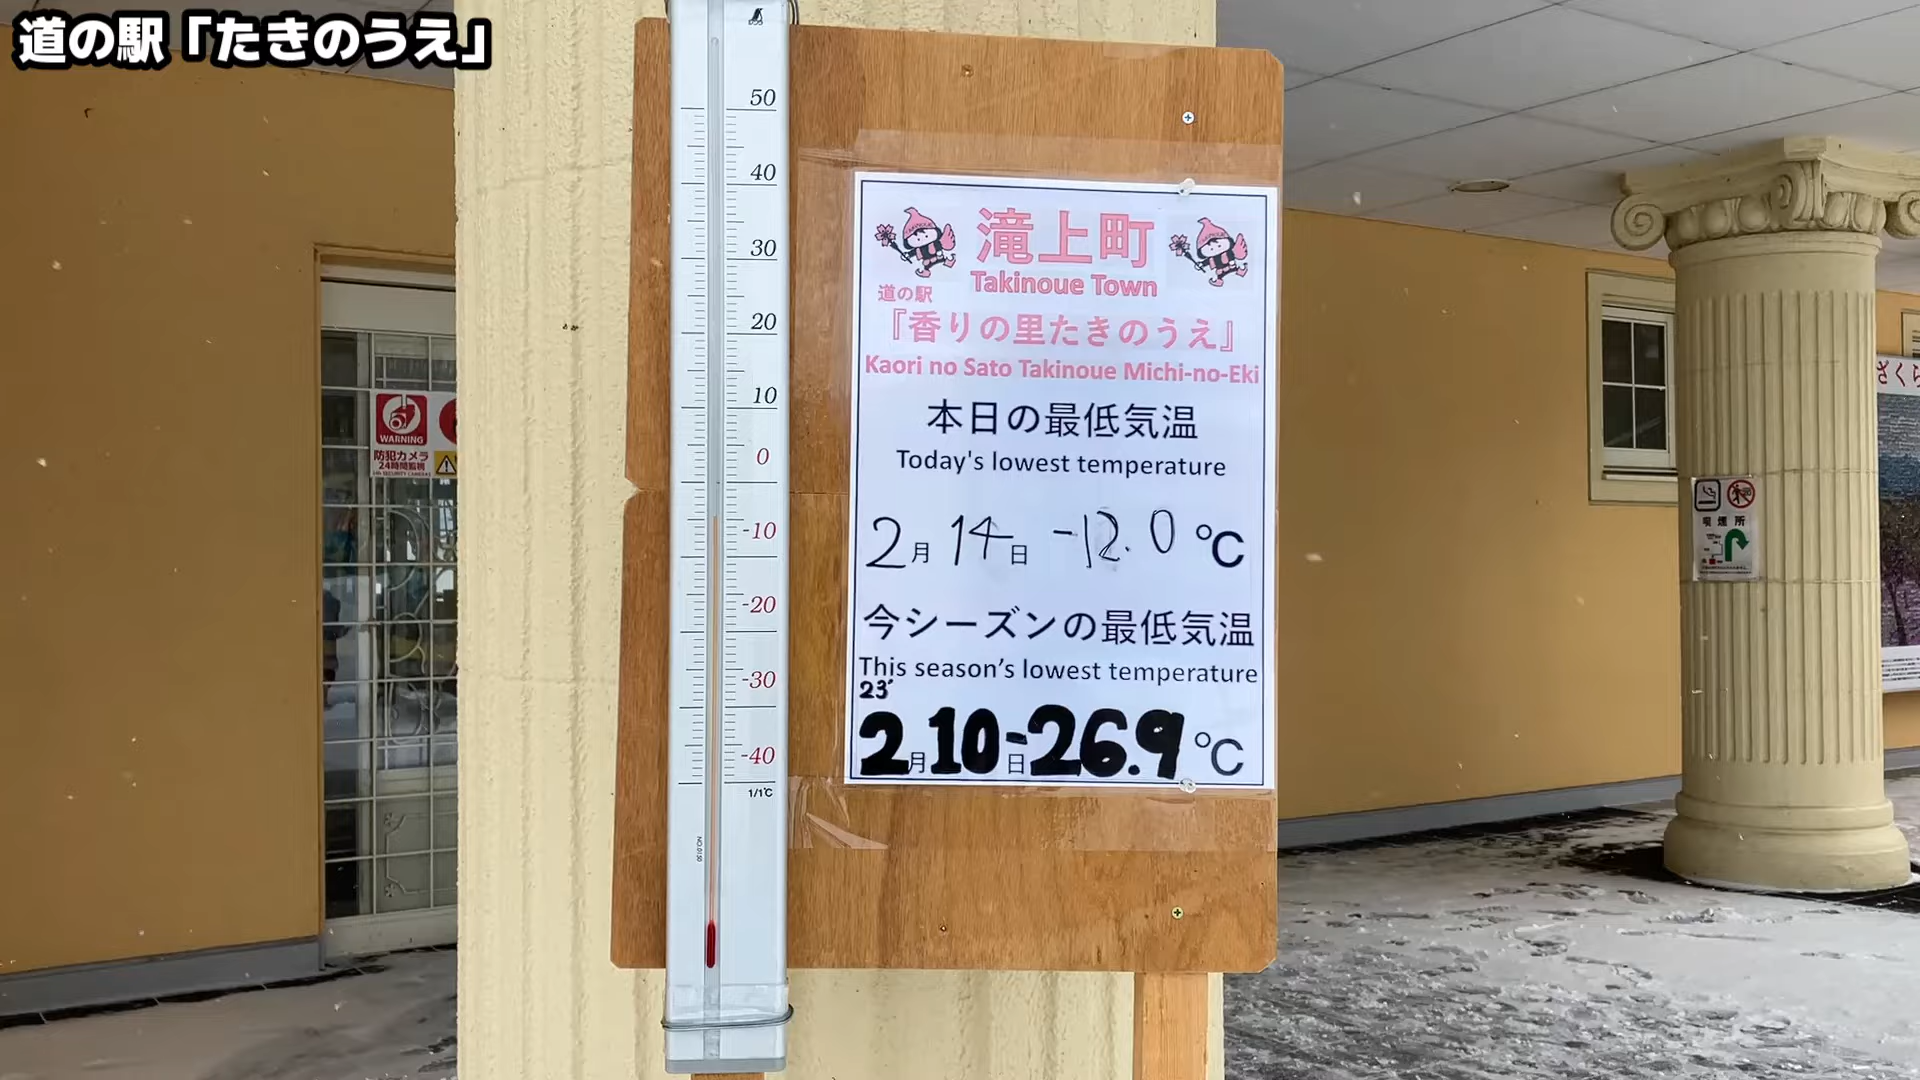 道の駅「たきのうえ」
50
40
30
20
10
0
-10
-20
-30
-40
1/1℃
滝上町
Takinoue Town
道の駅
『香りの里たきのうえ』
Kaori no Sato Takinoue Michi-no-Eki
本日の最低気温
Today's lowest temperature
2月14日 -12.0 ℃
今シーズンの最低気温
This season's lowest temperature
23'
2月10日-26.9 ℃
WARNING
防犯カメラ
24時間監視
喫煙所
ざくら